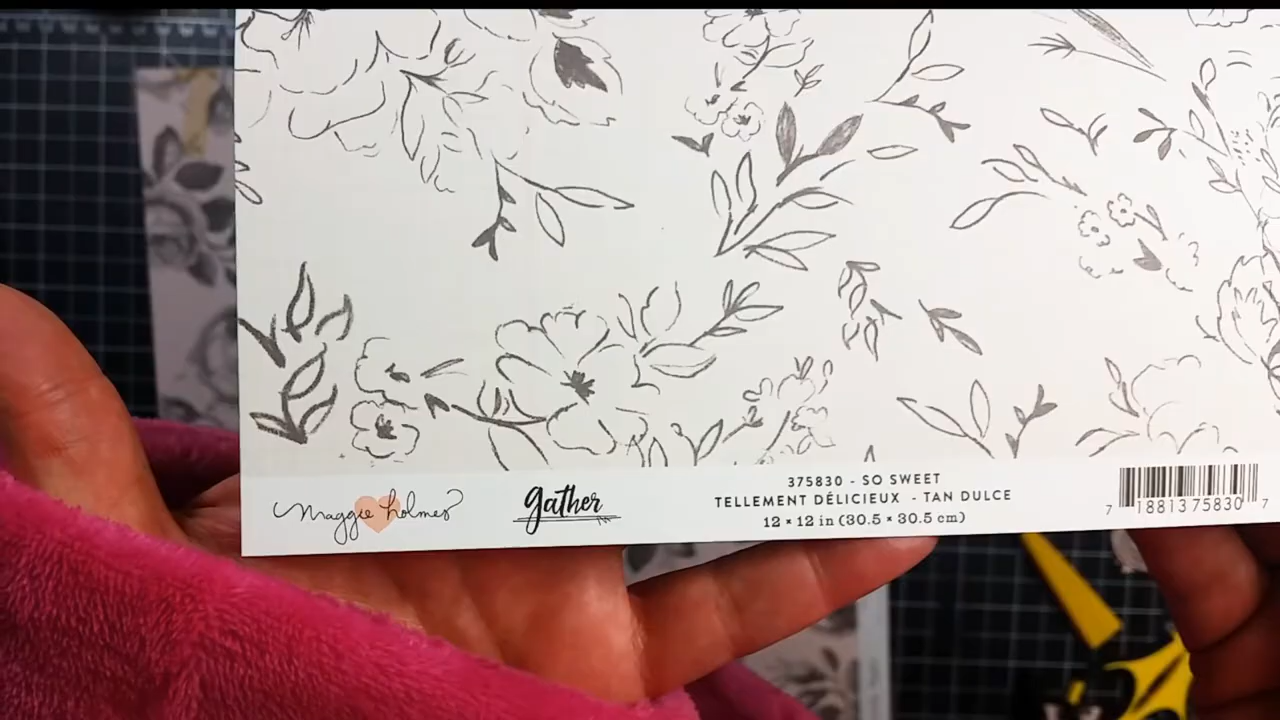 maggie holmes
gather
375830 - SO SWEET
TELLEMENT DÉLICIEUX - TAN DULCE
12 × 12 in (30.5 × 30.5 cm)
7 18813 75830 7